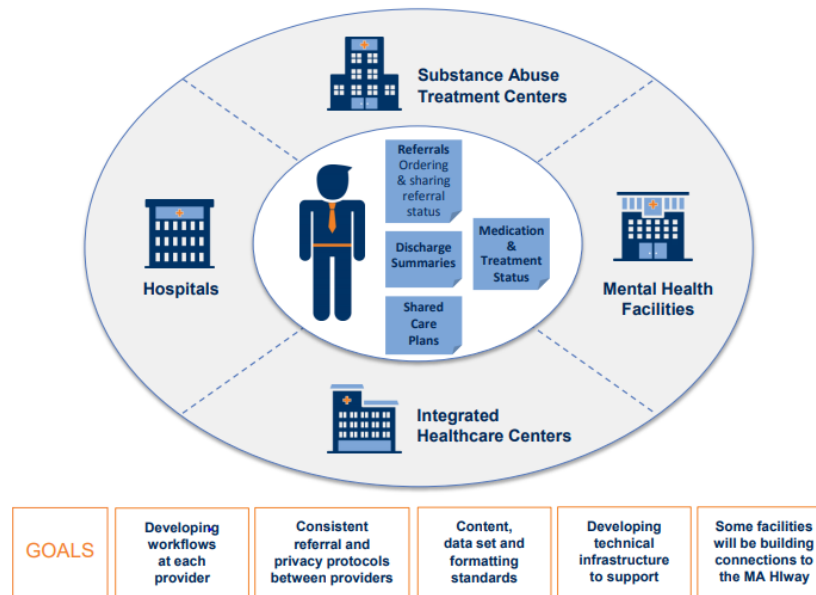 Substance Abuse
Treatment Centers
Referrals
Ordering
& sharing
referral
status
Discharge
Summaries
Medication
&
Treatment
Status
Shared
Care
Plans
Hospitals
Mental Health
Facilities
Integrated
Healthcare Centers
GOALS
Developing
workflows
at each
provider
Consistent
referral and
privacy protocols
between providers
Content,
data set and
formatting
standards
Developing
technical
infrastructure
to support
Some facilities
will be building
connections to
the MA HIway